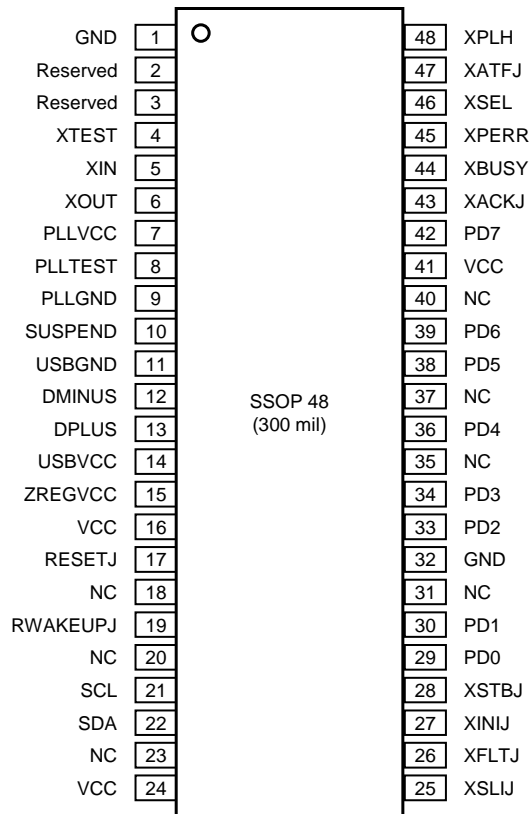 GND 1 48 XPLH
Reserved 2 47 XATFJ
Reserved 3 46 XSEL
XTEST 4 45 XPERR
XIN 5 44 XBUSY
XOUT 6 43 XACKJ
PLLVCC 7 42 PD7
PLLTEST 8 41 VCC
PLLGND 9 40 NC
SUSPEND 10 39 PD6
USBGND 11 38 PD5
DMINUS 12 37 NC
SSOP 48
(300 mil)
DPLUS 13 36 PD4
USBVCC 14 35 NC
ZREGVCC 15 34 PD3
VCC 16 33 PD2
RESETJ 17 32 GND
NC 18 31 NC
RWAKEUPJ 19 30 PD1
NC 20 29 PD0
SCL 21 28 XSTBJ
SDA 22 27 XINIJ
NC 23 26 XFLTJ
VCC 24 25 XSLIJ